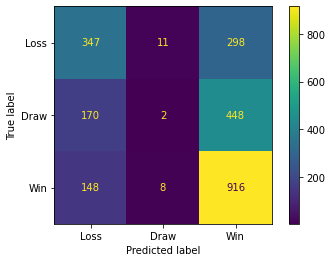 Loss 347 11 298
Draw 170 2 448
Win 148 8 916
Loss Draw Win
Predicted label
True label
800
600
400
200